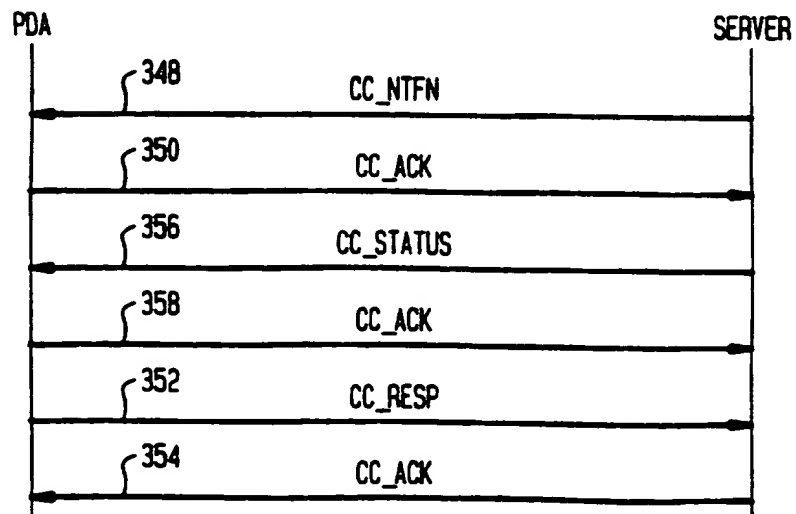 PDA
SERVER
348
CC_NTFN
350
CC_ACK
356
CC_STATUS
358
CC_ACK
352
CC_RESP
354
CC_ACK